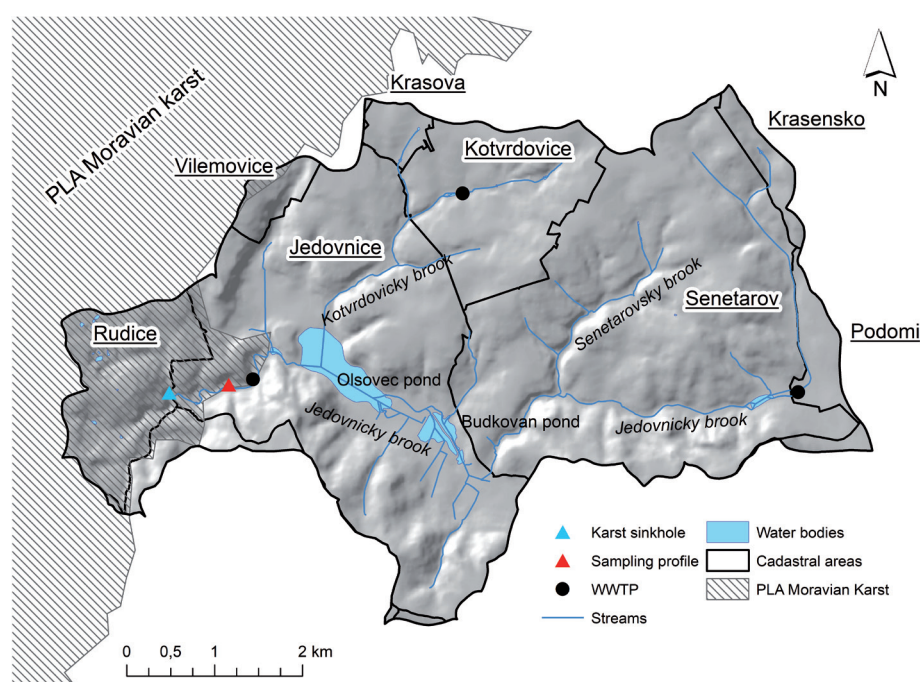 Krasova
N
PLA Moravian karst
Krasensko
Kotvrdovice
Vilemovice
Jedovnice
Kotvrdovicky brook
Senetarovsky brook
Senetarov
Rudice
Podomi
Olsovec pond
Jedovnicky brook
Budkovan pond
Jedovnicky brook
Karst sinkhole
Sampling profile
WWTP
Streams
Water bodies
Cadastral areas
PLA Moravian Karst
0 0,5 1 2 km